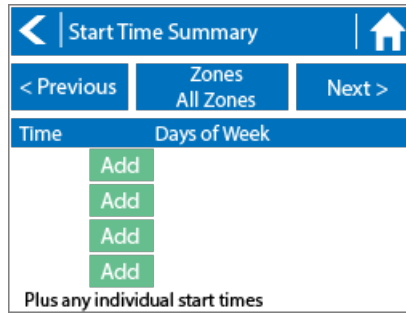 Start Time Summary
< Previous
Zones
All Zones
Next >
Time Days of Week
Add
Add
Add
Add
Plus any individual start times